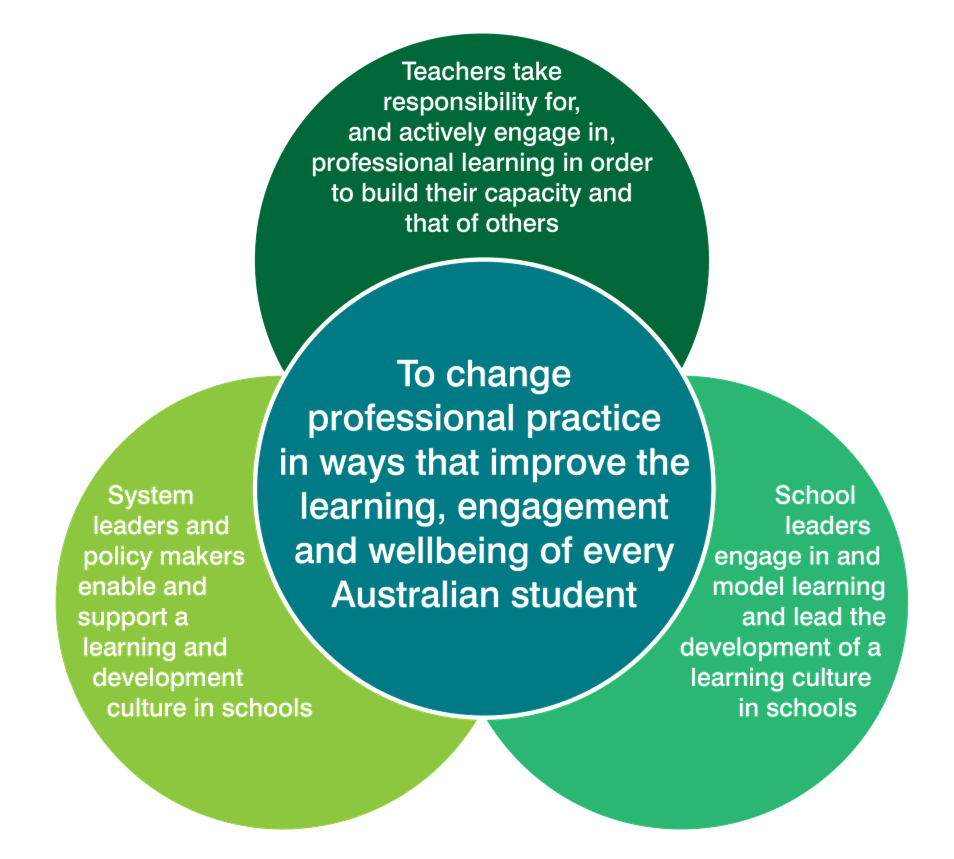 Teachers take
responsibility for,
and actively engage in,
professional learning in order
to build their capacity and
that of others
To change
professional practice
in ways that improve the
learning, engagement
and wellbeing of every
Australian student
System
leaders and
policy makers
enable and
support a
learning and
development
culture in schools
School
leaders
engage in and
model learning
and lead the
development of a
learning culture
in schools